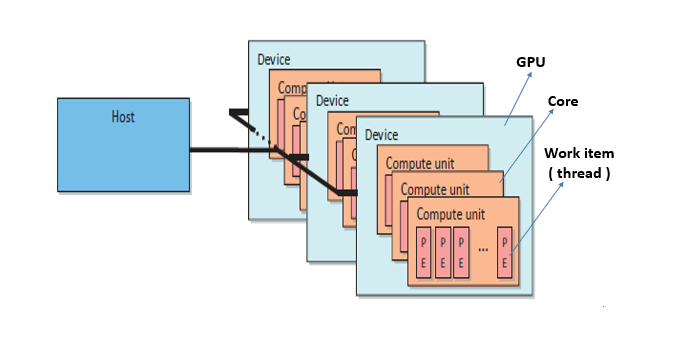 Host
Device
Device
Device
Compute unit
Compute unit
Compute unit
P E
P E
P E
...
P E
GPU
Core
Work item
( thread )